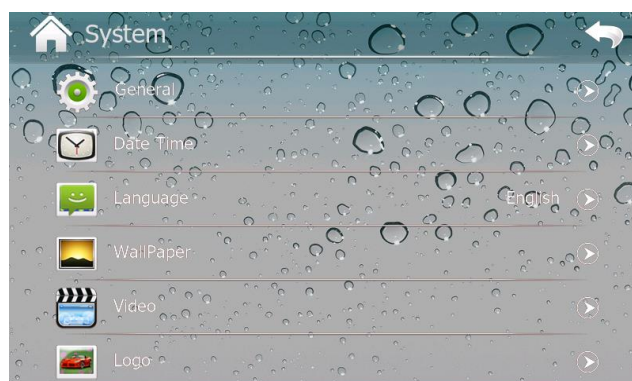 System
General
Date Time
Language English
WallPaper
Video
Logo